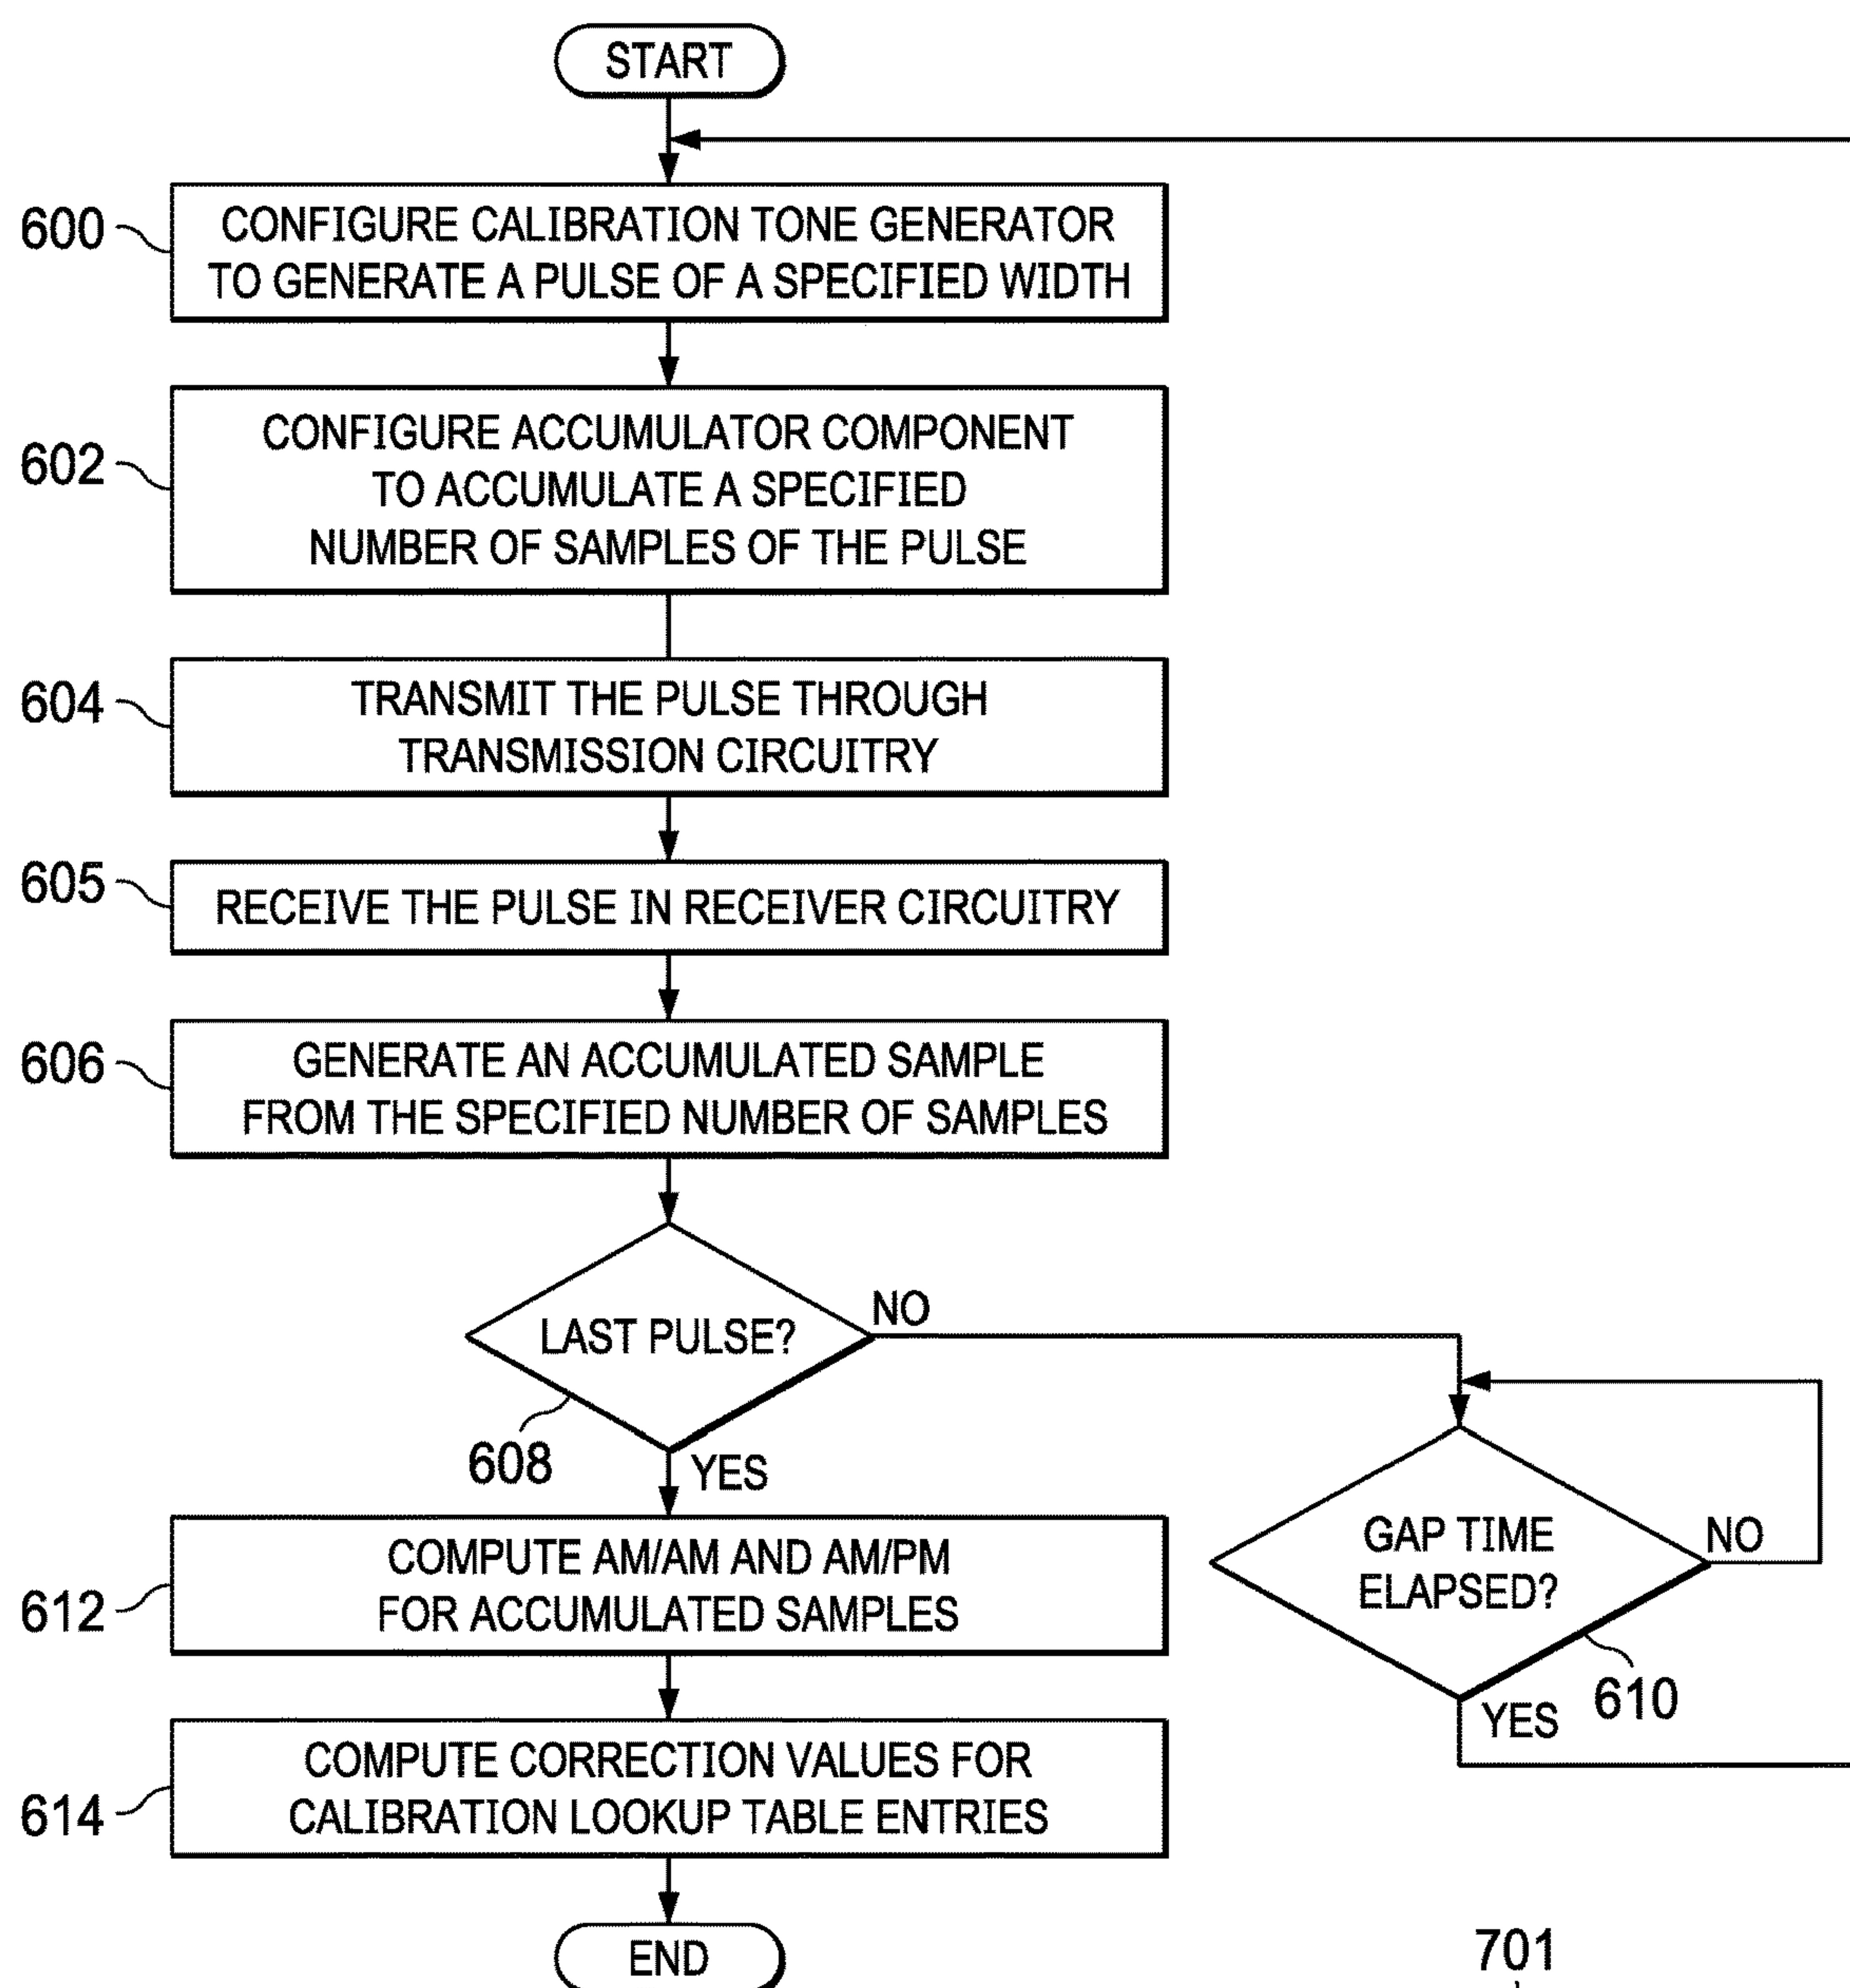 START
600
CONFIGURE CALIBRATION TONE GENERATOR
TO GENERATE A PULSE OF A SPECIFIED WIDTH
602
CONFIGURE ACCUMULATOR COMPONENT
TO ACCUMULATE A SPECIFIED
NUMBER OF SAMPLES OF THE PULSE
604
TRANSMIT THE PULSE THROUGH
TRANSMISSION CIRCUITRY
605
RECEIVE THE PULSE IN RECEIVER CIRCUITRY
606
GENERATE AN ACCUMULATED SAMPLE
FROM THE SPECIFIED NUMBER OF SAMPLES
LAST PULSE?
NO
608
YES
GAP TIME
ELAPSED?
NO
610
YES
612
COMPUTE AM/AM AND AM/PM
FOR ACCUMULATED SAMPLES
614
COMPUTE CORRECTION VALUES FOR
CALIBRATION LOOKUP TABLE ENTRIES
END
701